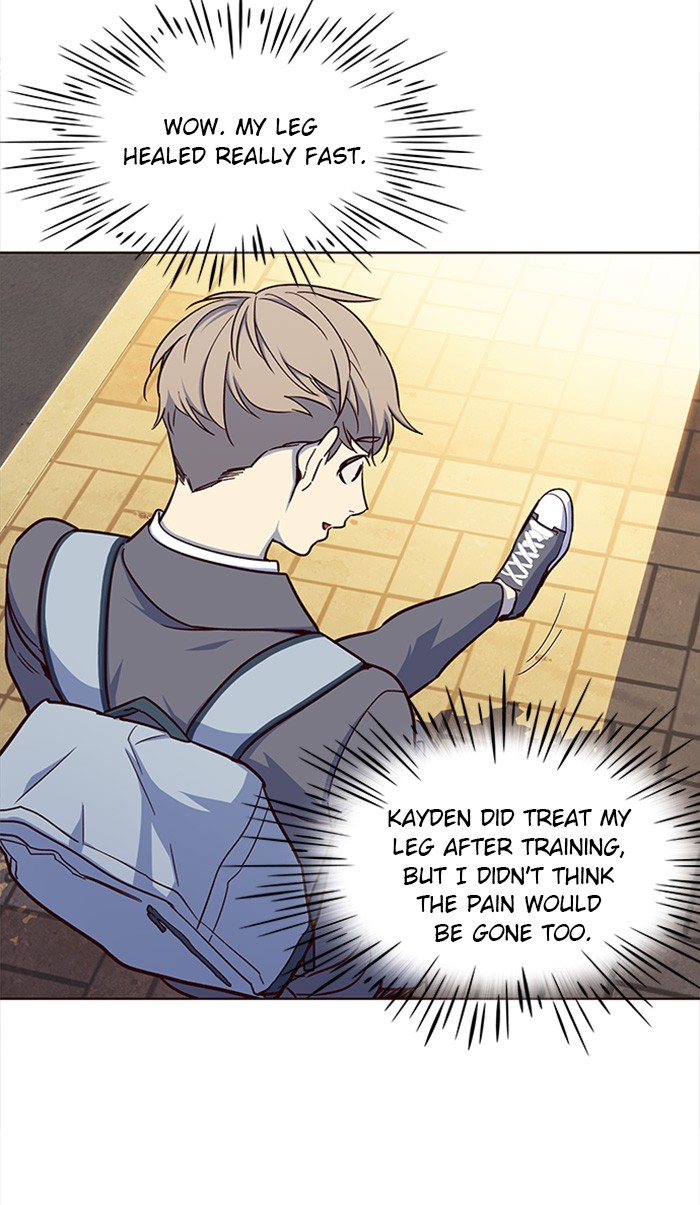 WOW. MY LEG
HEALED REALLY FAST.
KAYDEN DID TREAT MY
LEG AFTER TRAINING,
BUT I DIDN'T THINK
THE PAIN WOULD
BE GONE TOO.